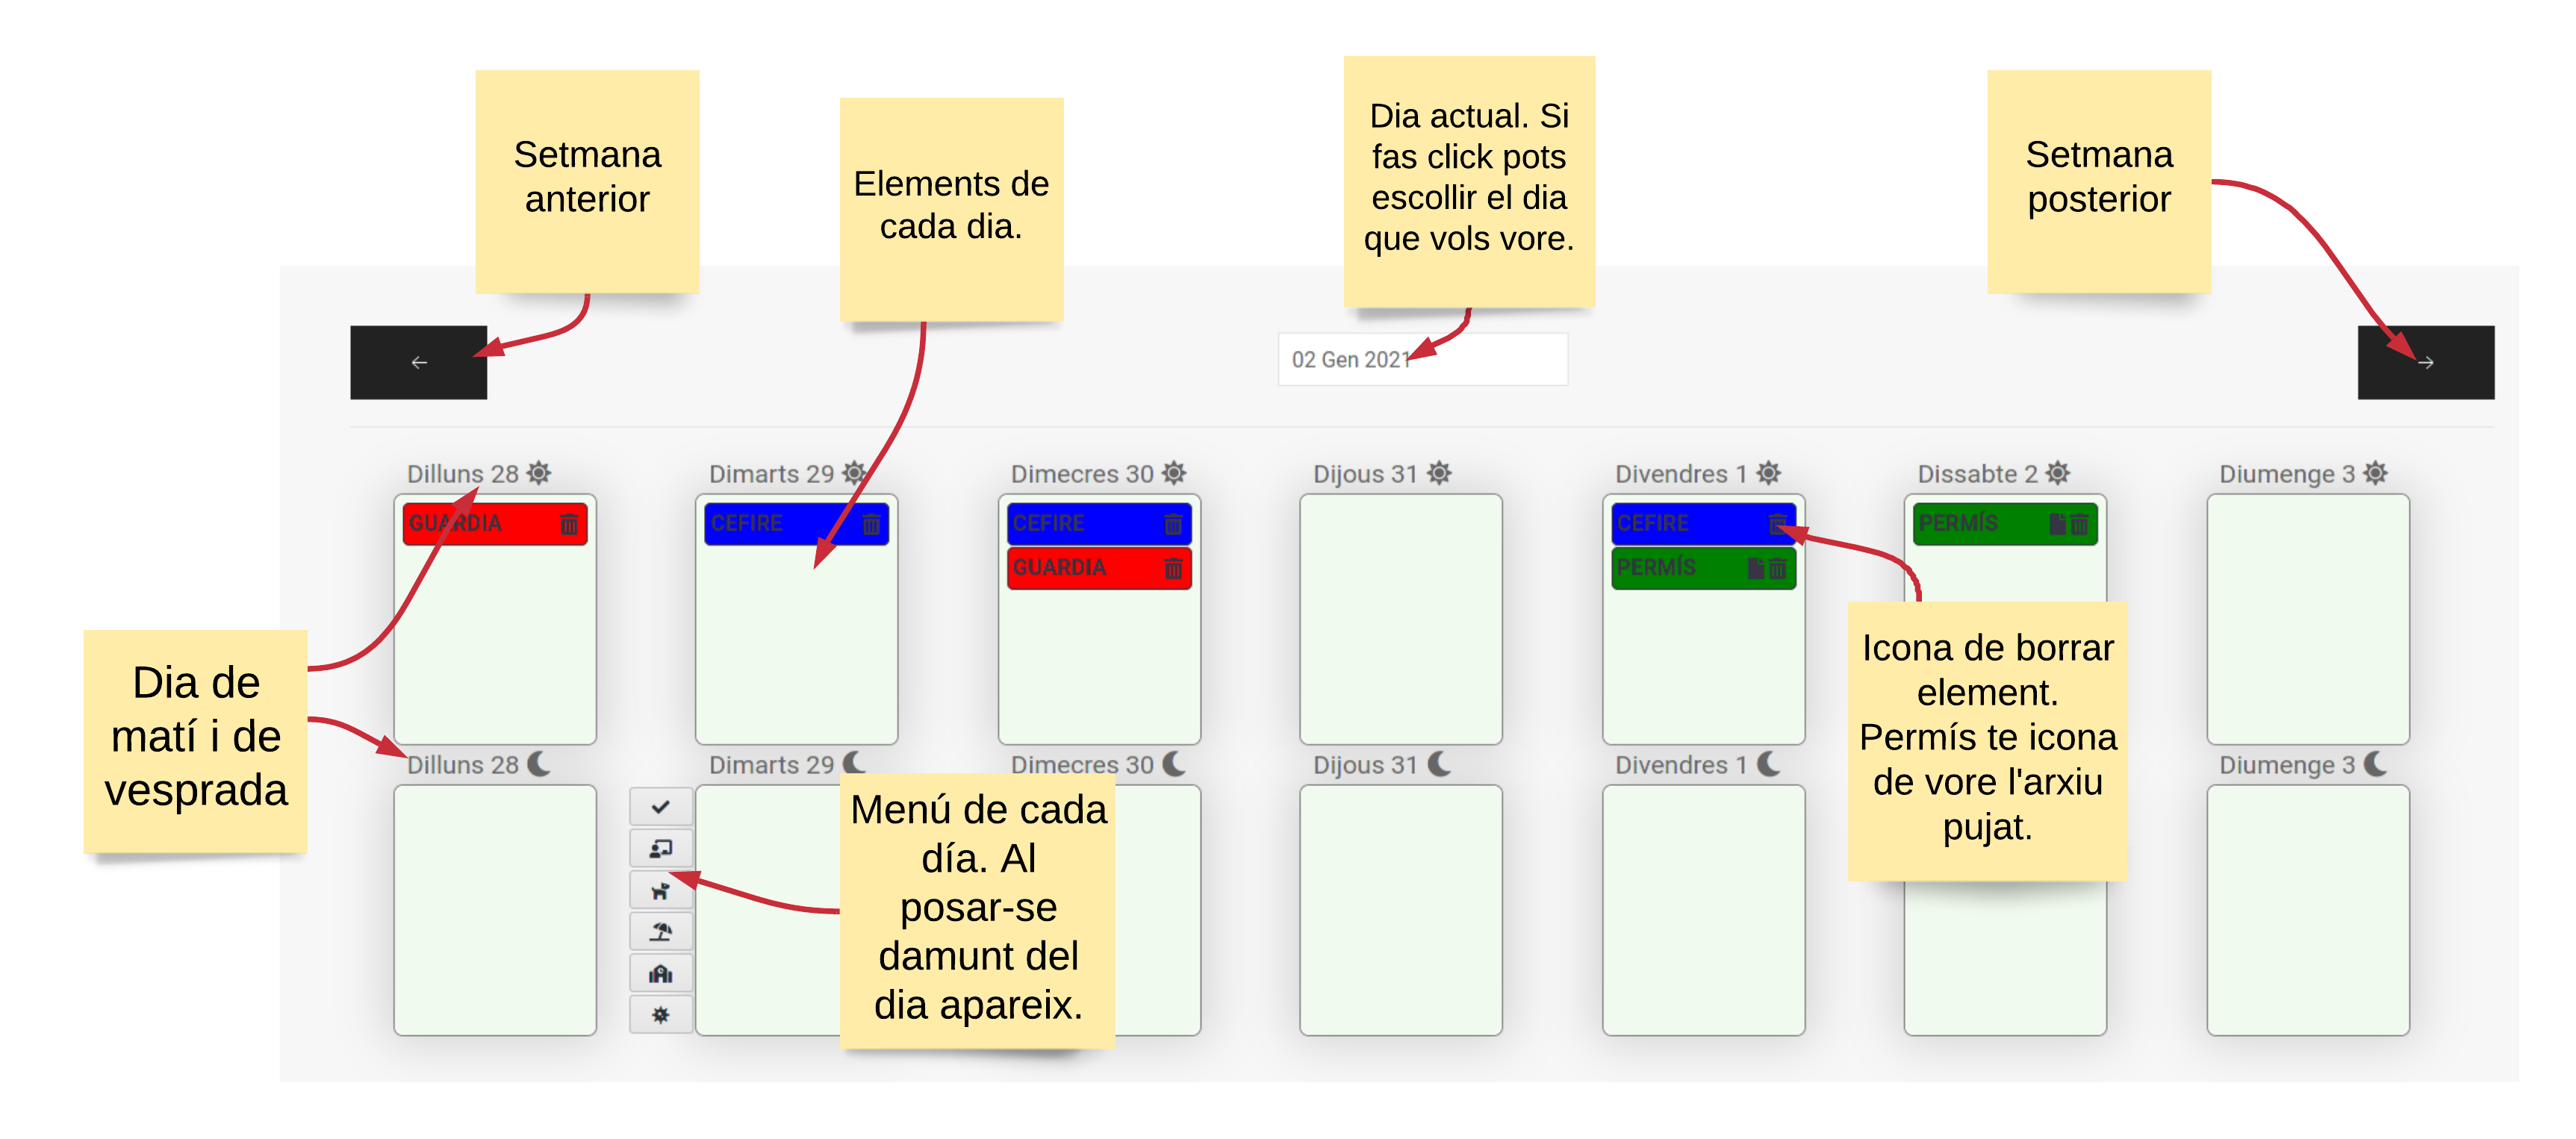 Setmana
anterior
Elements de
cada dia.
Dia actual. Si
fas click pots
escollir el dia
que vols vore.
Setmana
posterior
02 Gen 2021
Dilluns 28
Dimarts 29
Dimecres 30
Dijous 31
Divendres 1
Dissabte 2
Diumenge 3
GUARDIA
CEFIRE
CEFIRE
GUARDIA
CEFIRE
PERMÍS
PERMÍS
Dia de
matí i de
vesprada
Icona de borrar
element.
Permís te icona
de vore l'arxiu
pujat.
Dilluns 28
Dimarts 29
Dimecres 30
Dijous 31
Divendres 1
Diumenge 3
Menú de cada
día. Al
posar-se
damunt del
dia apareix.